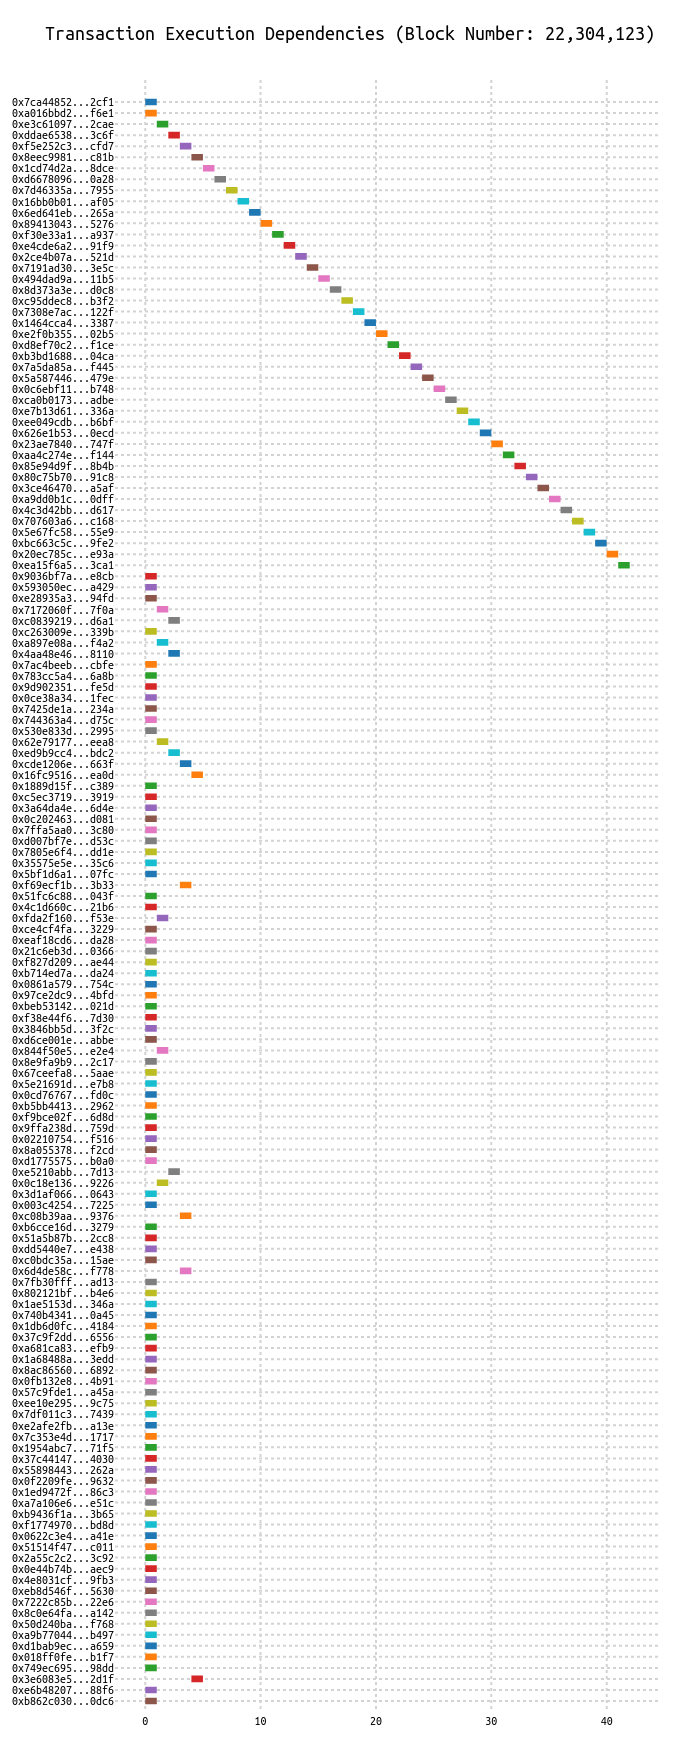 Transaction Execution Dependencies (Block Number: 22,304,123)
0x7ca44852...2cf1
0xa016bbd2...f6e1
0xe3c61097...2cae
0xddae6538...3c6f
0xf5e252c3...cfd7
0x8eec9981...c81b
0x1cd74d2a...8dce
0xd6678096...0a28
0x7d46335a...7955
0x16bb0b01...af05
0x6ed641eb...265a
0x89413043...5276
0xf30e33a1...a937
0xe4cde6a2...91f9
0x2ce4b07a...521d
0x7191ad30...3e5c
0x494dad9a...11b5
0x8d373a3e...d0c8
0xc95ddec8...b3f2
0x7308e7ac...122f
0x1464cca4...3387
0xe2f0b355...02b5
0xd8ef70c2...f1ce
0xb3bd1688...04ca
0x7a5da85a...f445
0x5a587446...479e
0x0c6ebf11...b748
0xca0b0173...adbe
0xe7b13d61...336a
0xee049cdb...b6bf
0x626e1b53...0ecd
0x23ae7840...747f
0xaa4c274e...f144
0x85e94d9f...8b4b
0x80c75b70...91c8
0x3ce46470...a5af
0xa9dd0b1c...0dff
0x4c3d42bb...d617
0x707603a6...c168
0x5e67fc58...55e9
0xbc663c5c...9fe2
0x20ec785c...e93a
0xea15f6a5...3ca1
0x9036bf7a...e8cb
0x593050ec...a429
0xe28935a3...94fd
0x7172060f...7f0a
0xc0839219...d6a1
0xc263009e...339b
0xa897e08a...f4a2
0x4aa48e46...8110
0x7ac4beeb...cbfe
0x783cc5a4...6a8b
0x9d902351...fe5d
0x0ce38a34...1fec
0x7425de1a...234a
0x744363a4...d75c
0x530e833d...2995
0x62e79177...eea8
0xed9b9cc4...bdc2
0xcde1206e...663f
0x16fc9516...ea0d
0x1889d15f...c389
0xc5ec3719...3919
0x3a64da4e...6d4e
0x0c202463...d081
0x7ffa5aa0...3c80
0xd007bf7e...d53c
0x7805e6f4...dd1e
0x35575e5e...35c6
0x5bf1d6a1...07fc
0xf69ecf1b...3b33
0x51fc6c88...043f
0x4c1d660c...21b6
0xfda2f160...f53e
0xce4cf4fa...3229
0xeaf18cd6...da28
0x21c6eb3d...0366
0xf827d209...ae44
0xb714ed7a...da24
0x0861a579...754c
0x97ce2dc9...4bfd
0xbeb53142...021d
0xf38e44f6...7d30
0x3846bb5d...3f2c
0xd6ce001e...abbe
0x844f50e5...e2e4
0x8e9fa9b9...2c17
0x67ceefa8...5aae
0x5e21691d...e7b8
0x0cd76767...fd0c
0xb5bb4413...2962
0xf9bce02f...6d8d
0x9ffa238d...759d
0x02210754...f516
0x8a055378...f2cd
0xd1775575...b0a0
0xe5210abb...7d13
0x0c18e136...9226
0x3d1af066...0643
0x003c4254...7225
0xc08b39aa...9376
0xb6cce16d...3279
0x51a5b87b...2cc8
0xdd5440e7...e438
0xc0bdc35a...15ae
0x6d4de58c...f778
0x7fb30fff...ad13
0x802121bf...b4e6
0x1ae5153d...346a
0x740b4341...0a45
0x1db6d0fc...4184
0x37c9f2dd...6556
0xa681ca83...efb9
0x1a68488a...3edd
0x8ac86560...6892
0x0fb132e8...4b91
0x57c9fde1...a45a
0xee10e295...9c75
0x7df011c3...7439
0xe2afe2fb...a13e
0x7c353e4d...1717
0x1954abc7...71f5
0x37c44147...4030
0x55898443...262a
0x0f2209fe...9632
0x1ed9472f...86c3
0xa7a106e6...e51c
0xb9436f1a...3b65
0xf1774970...bd8d
0x0622c3e4...a41e
0x51514f47...c011
0x2a55c2c2...3c92
0x0e44b74b...aec9
0x4e8031cf...9fb3
0xeb8d546f...5630
0x7222c85b...22e6
0x8c0e64fa...a142
0x50d240ba...f768
0xa9b77044...b497
0xd1bab9ec...a659
0x018ff0fe...b1f7
0x749ec695...98dd
0x3e6083e5...2d1f
0xe6b48207...88f6
0xb862c030...0dc6
0 10 20 30 40